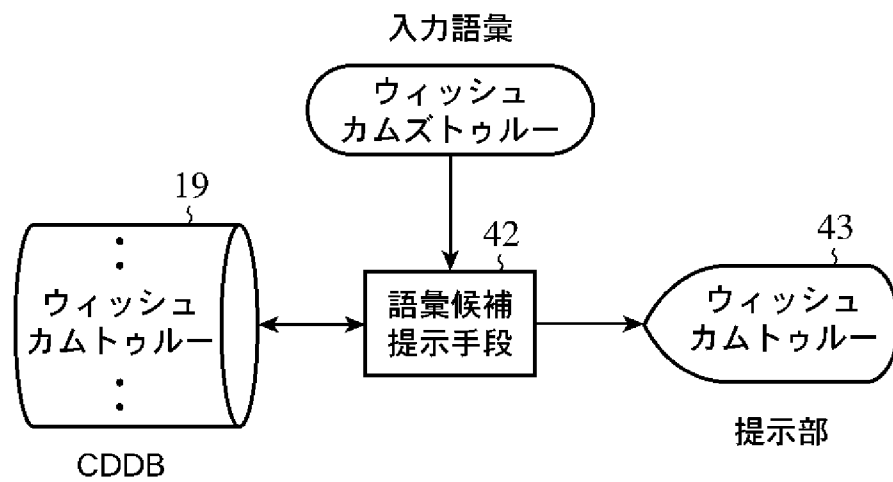 入力語彙
ウィッシュ
カムズトゥルー
19
ウィッシュ
カムトゥルー
CDDB
42
語彙候補
提示手段
43
ウィッシュ
カムトゥルー
提示部